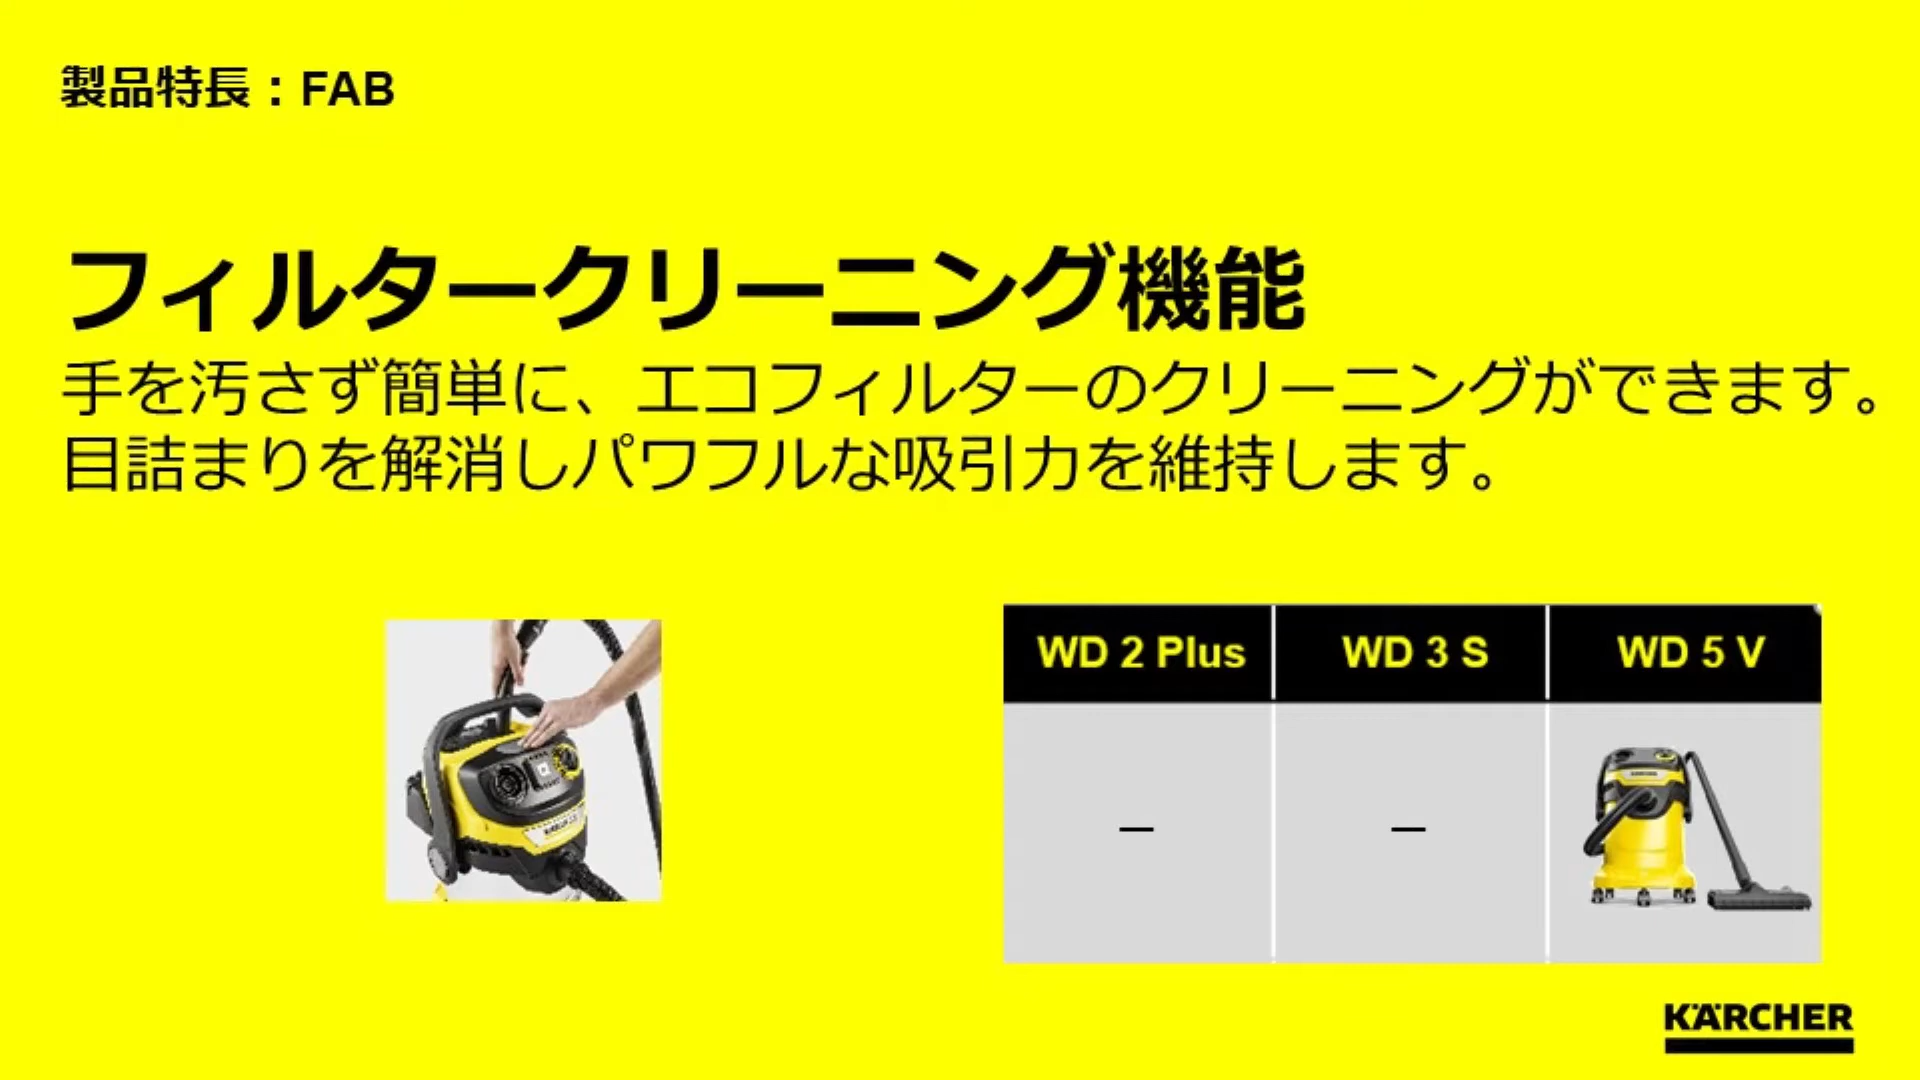 製品特長：FAB
フィルタークリーニング機能
手を汚さず簡単に、エコフィルターのクリーニングができます。
目詰まりを解消しパワフルな吸引力を維持します。
WD 2 Plus WD 3 S WD 5 V
– –
KÄRCHER